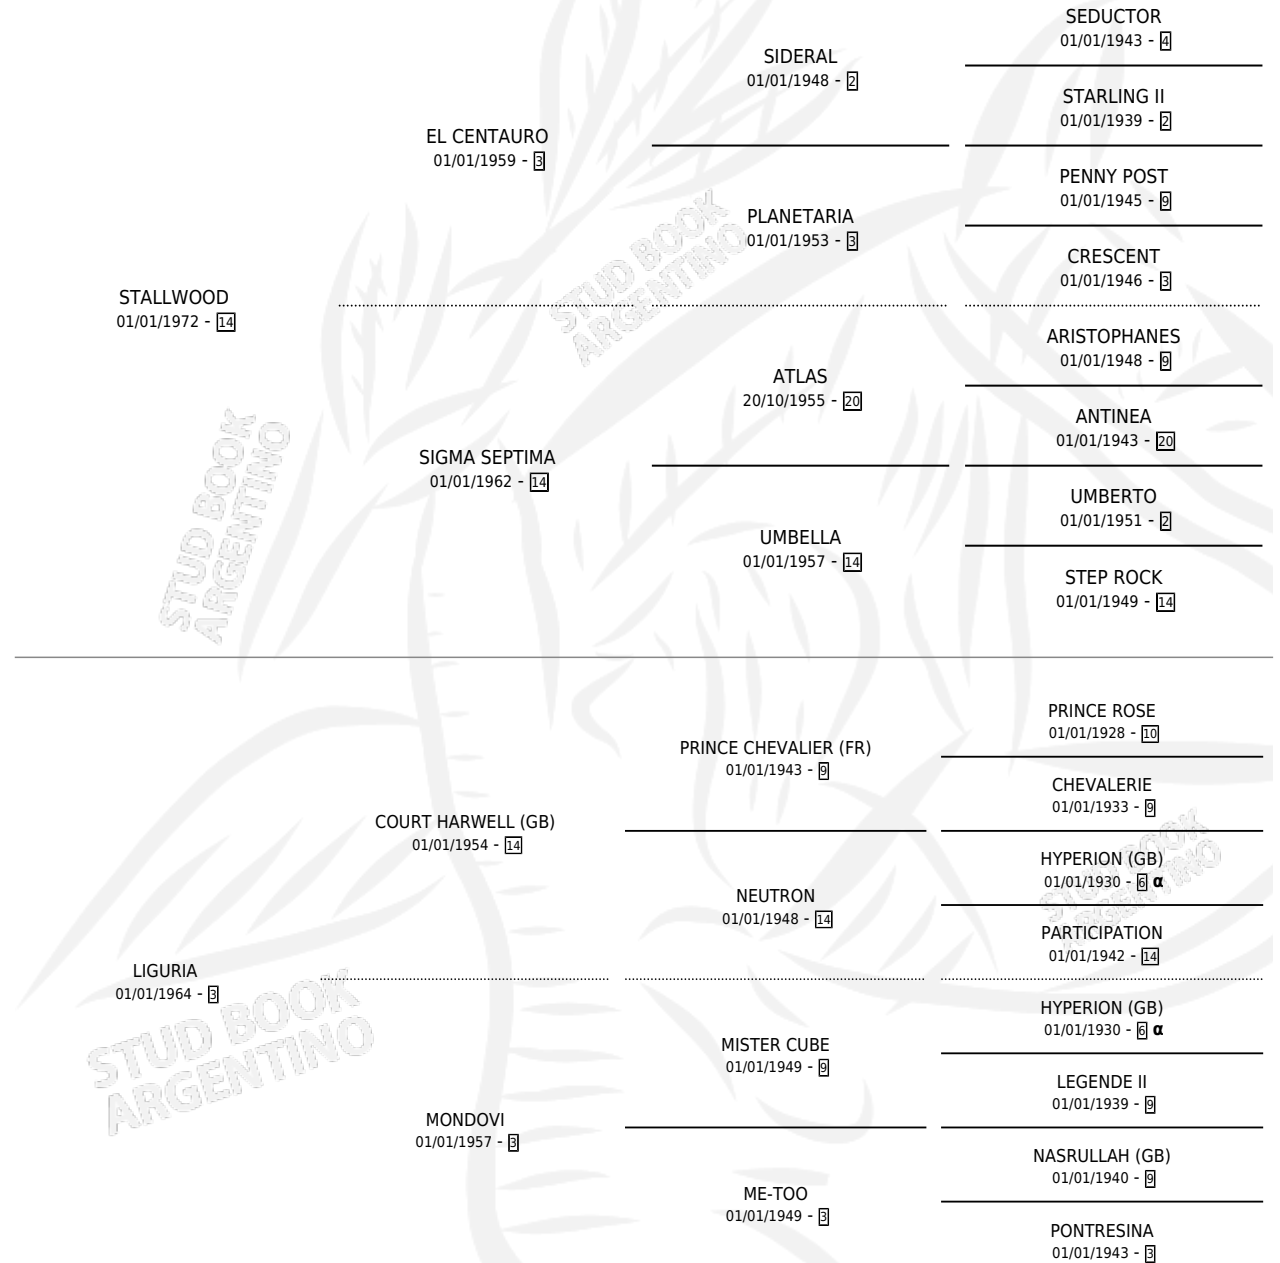 SEDUCTOR
01/01/1943 - 4
SIDERAL
01/01/1948 - 2
STARLING II
01/01/1939 - 2
EL CENTAURO
01/01/1959 - 3
PENNY POST
01/01/1945 - 9
PLANETARIA
01/01/1953 - 3
CRESCENT
01/01/1946 - 3
STALLWOOD
01/01/1972 - 14
ARISTOPHANES
01/01/1948 - 9
ATLAS
20/10/1955 - 20
ANTINEA
01/01/1943 - 20
SIGMA SEPTIMA
01/01/1962 - 14
UMBERTO
01/01/1951 - 2
UMBELLA
01/01/1957 - 14
STEP ROCK
01/01/1949 - 14
STUD BOOK
ARGENTINO
STUD BOOK
ARGENTINO
PRINCE ROSE
01/01/1928 - 10
PRINCE CHEVALIER (FR)
01/01/1943 - 9
CHEVALERIE
01/01/1933 - 9
COURT HARWELL (GB)
01/01/1954 - 14
HYPERION (GB)
01/01/1930 - 6 α
NEUTRON
01/01/1948 - 14
PARTICIPATION
01/01/1942 - 14
LIGURIA
01/01/1964 - 3
HYPERION (GB)
01/01/1930 - 6 α
MISTER CUBE
01/01/1949 - 9
LEGENDE II
01/01/1939 - 9
MONDOVI
01/01/1957 - 3
NASRULLAH (GB)
01/01/1940 - 9
ME-TOO
01/01/1949 - 3
PONTRESINA
01/01/1943 - 3
STUD BOOK
ARGENTINO
STUD BOOK
ARGENTINO